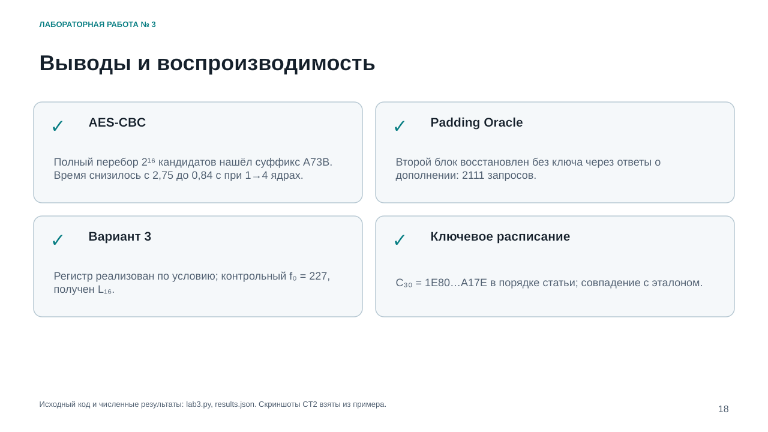 ЛАБОРАТОРНАЯ РАБОТА № 3
Выводы и воспроизводимость
✓ AES-CBC
Полный перебор 2¹⁶ кандидатов нашёл суффикс A73B.
Время снизилось с 2,75 до 0,84 с при 1→4 ядрах.
✓ Padding Oracle
Второй блок восстановлен без ключа через ответы о
дополнении: 2111 запросов.
✓ Вариант 3
Регистр реализован по условию; контрольный f₀ = 227,
получен L₁₆.
✓ Ключевое расписание
C₃₀ = 1E80…A17E в порядке статьи; совпадение с эталоном.
Исходный код и численные результаты: lab3.py, results.json. Скриншоты CT2 взяты из примера.
18